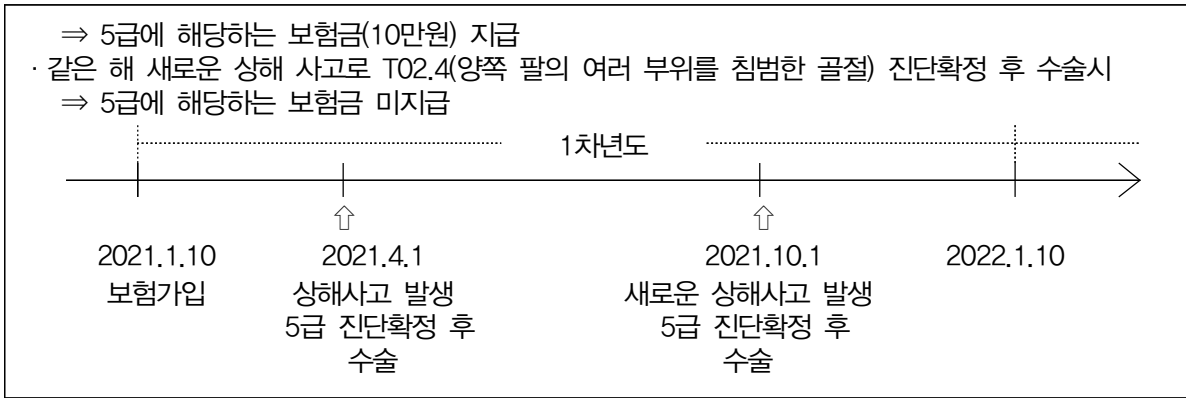 ⇒ 5급에 해당하는 보험금(10만원) 지급
· 같은 해 새로운 상해 사고로 T02.4(양쪽 팔의 여러 부위를 침범한 골절) 진단확정 후 수술시
⇒ 5급에 해당하는 보험금 미지급
1차년도
⇧ ⇧
2021.1.10 2021.4.1 2021.10.1 2022.1.10
보험가입 상해사고 발생 새로운 상해사고 발생
5급 진단확정 후 5급 진단확정 후
수술 수술